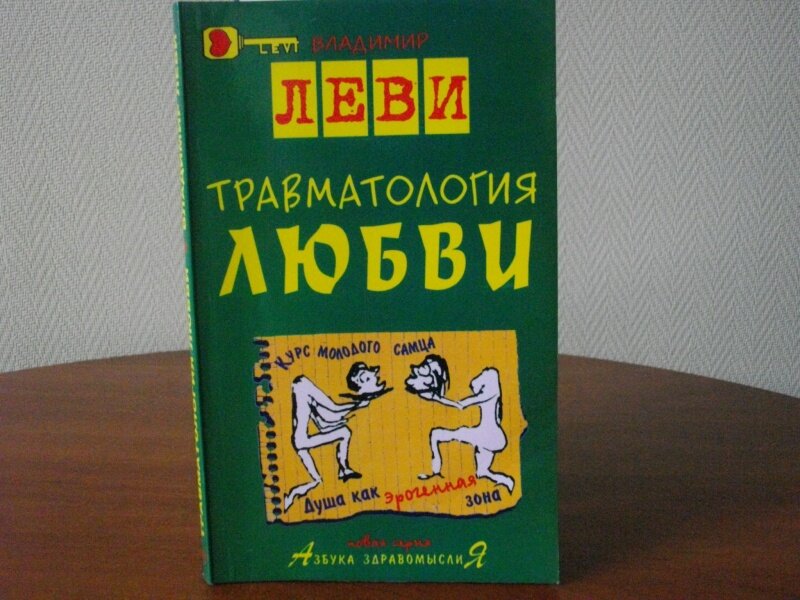 LEVI ВЛАДИМИР
ЛЕВИ
ТРАВМАТОЛОГИЯ
ЛЮБВИ
КУРС МОЛОДОГО САМЦА
Душа как эрогенная зона
новая серия
АЗБУКА ЗДРАВОМЫСЛИЯ